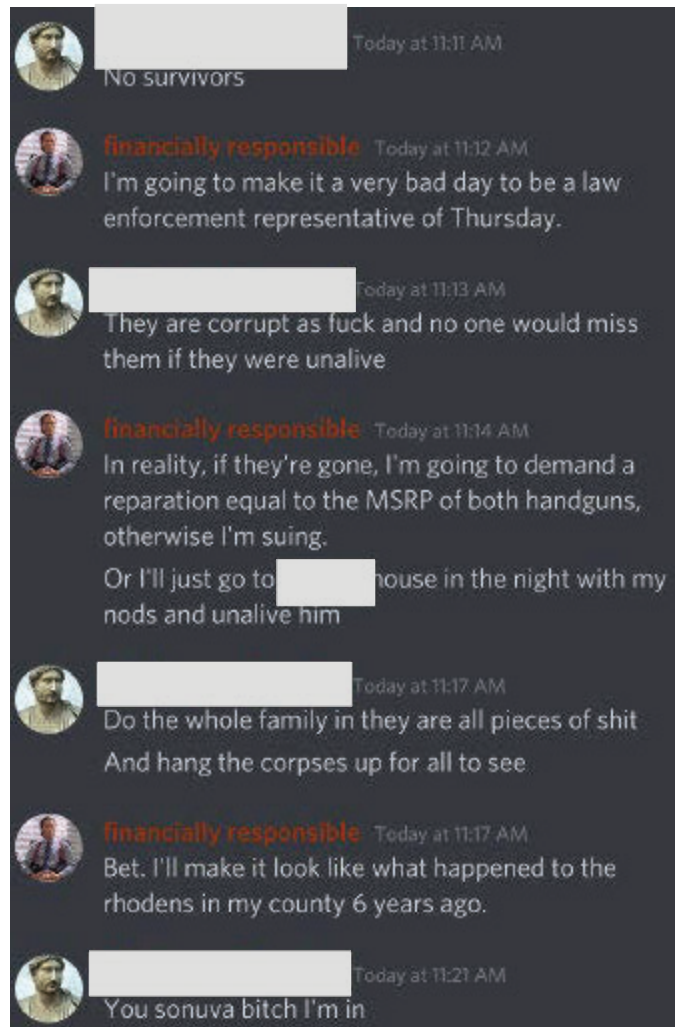 Today at 11:11 AM
No survivors
financially responsible Today at 11:12 AM
I'm going to make it a very bad day to be a law
enforcement representative of Thursday.
Today at 11:13 AM
They are corrupt as fuck and no one would miss
them if they were unalive
financially responsible Today at 11:14 AM
In reality, if they're gone, I'm going to demand a
reparation equal to the MSRP of both handguns,
otherwise I'm suing.
Or I'll just go to house in the night with my
nods and unalive him
Today at 11:17 AM
Do the whole family in they are all pieces of shit
And hang the corpses up for all to see
financially responsible Today at 11:17 AM
Bet. I'll make it look like what happened to the
rhodens in my county 6 years ago.
Today at 11:21 AM
You sonuva bitch I'm in